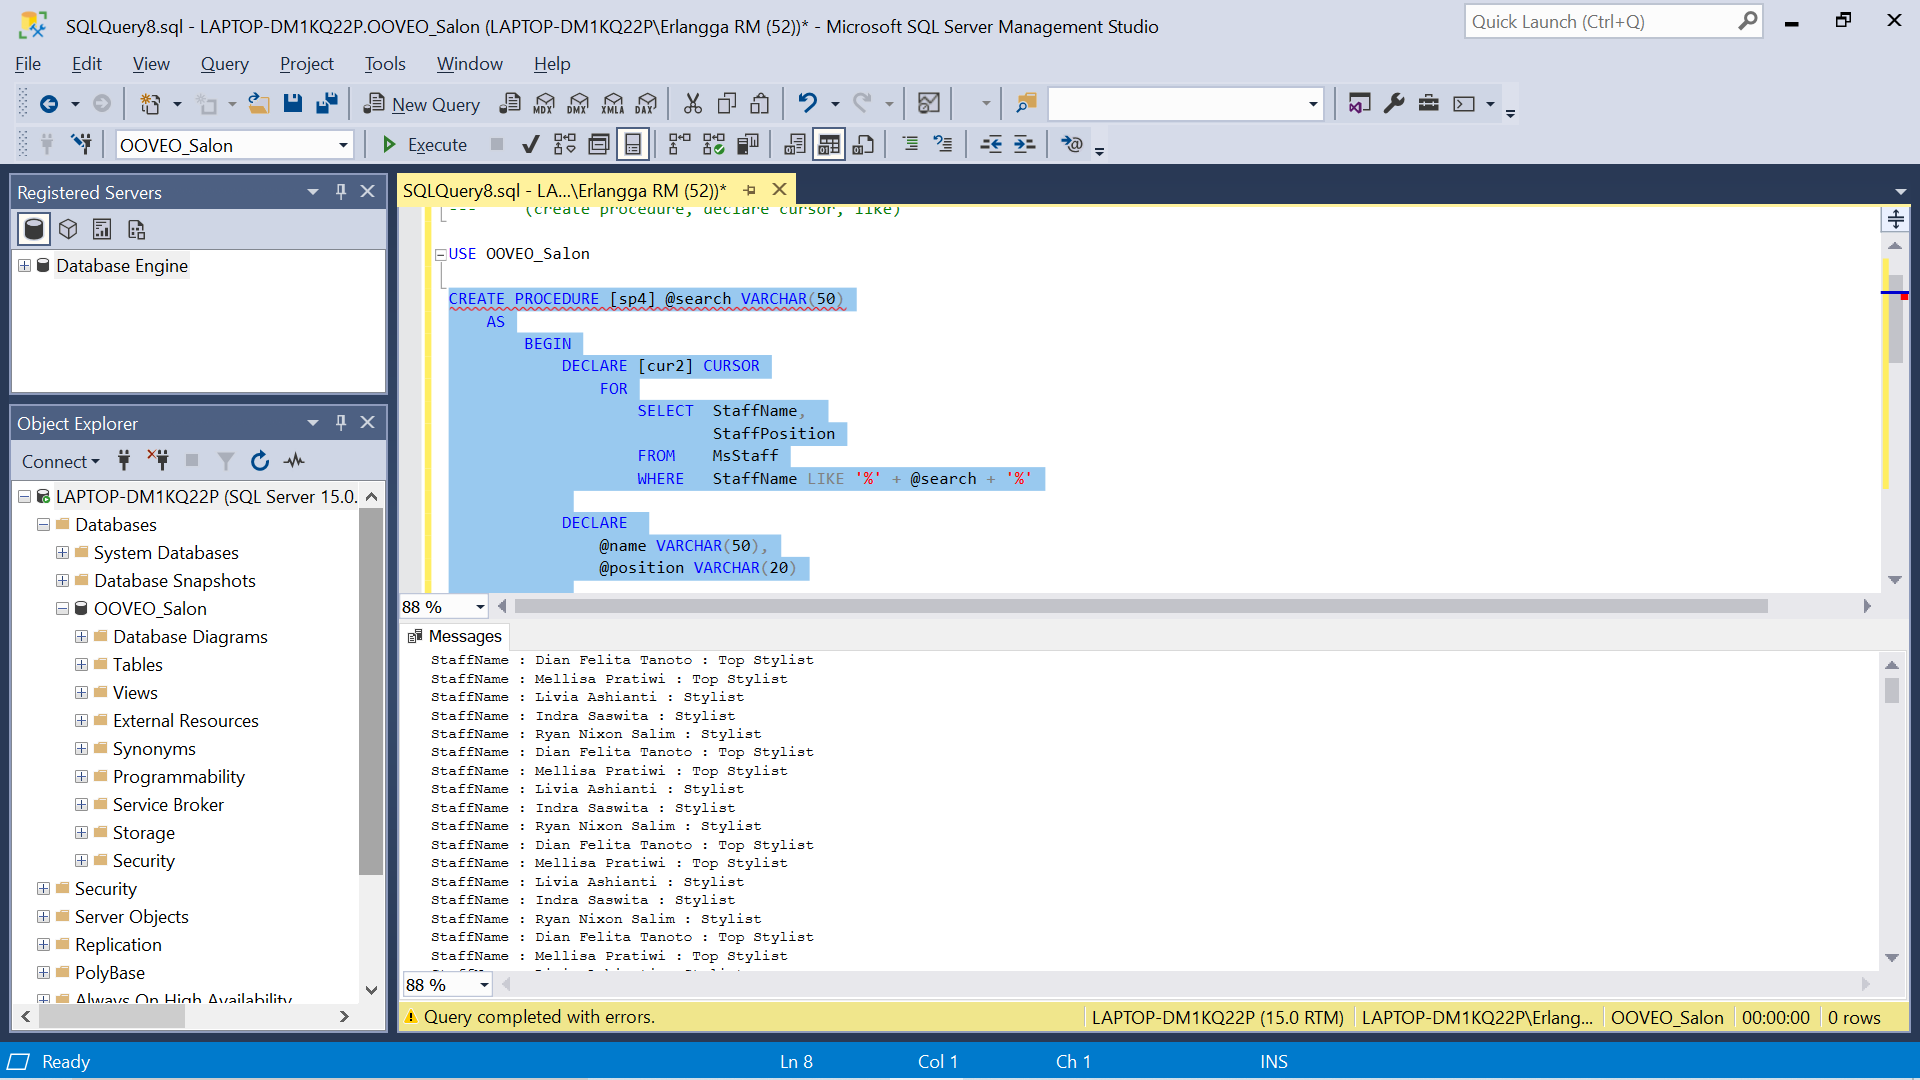 SQLQuery8.sql - LAPTOP-DM1KQ22P.OOVEO_Salon (LAPTOP-DM1KQ22P\Erlangga RM (52))* - Microsoft SQL Server Management Studio
Quick Launch (Ctrl+Q)
File Edit View Query Project Tools Window Help
New Query MDX DMX XMLA DAX
OOVEO_Salon Execute
Registered Servers
Database Engine
Object Explorer
Connect
LAPTOP-DM1KQ22P (SQL Server 15.0.
Databases
System Databases
Database Snapshots
OOVEO_Salon
Database Diagrams
Tables
Views
External Resources
Synonyms
Programmability
Service Broker
Storage
Security
Security
Server Objects
Replication
PolyBase
Always On High Availability
SQLQuery8.sql - LA...\Erlangga RM (52))*
--- (create procedure, declare cursor, like)
USE OOVEO_Salon
CREATE PROCEDURE [sp4] @search VARCHAR(50)
AS
BEGIN
DECLARE [cur2] CURSOR
FOR
SELECT StaffName,
StaffPosition
FROM MsStaff
WHERE StaffName LIKE '%' + @search + '%'
DECLARE
@name VARCHAR(50),
@position VARCHAR(20)
88 %
Messages
StaffName : Dian Felita Tanoto : Top Stylist
StaffName : Mellisa Pratiwi : Top Stylist
StaffName : Livia Ashianti : Stylist
StaffName : Indra Saswita : Stylist
StaffName : Ryan Nixon Salim : Stylist
StaffName : Dian Felita Tanoto : Top Stylist
StaffName : Mellisa Pratiwi : Top Stylist
StaffName : Livia Ashianti : Stylist
StaffName : Indra Saswita : Stylist
StaffName : Ryan Nixon Salim : Stylist
StaffName : Dian Felita Tanoto : Top Stylist
StaffName : Mellisa Pratiwi : Top Stylist
StaffName : Livia Ashianti : Stylist
StaffName : Indra Saswita : Stylist
StaffName : Ryan Nixon Salim : Stylist
StaffName : Dian Felita Tanoto : Top Stylist
StaffName : Mellisa Pratiwi : Top Stylist
88 %
Query completed with errors. LAPTOP-DM1KQ22P (15.0 RTM) LAPTOP-DM1KQ22P\Erlang... OOVEO_Salon 00:00:00 0 rows
Ready Ln 8 Col 1 Ch 1 INS